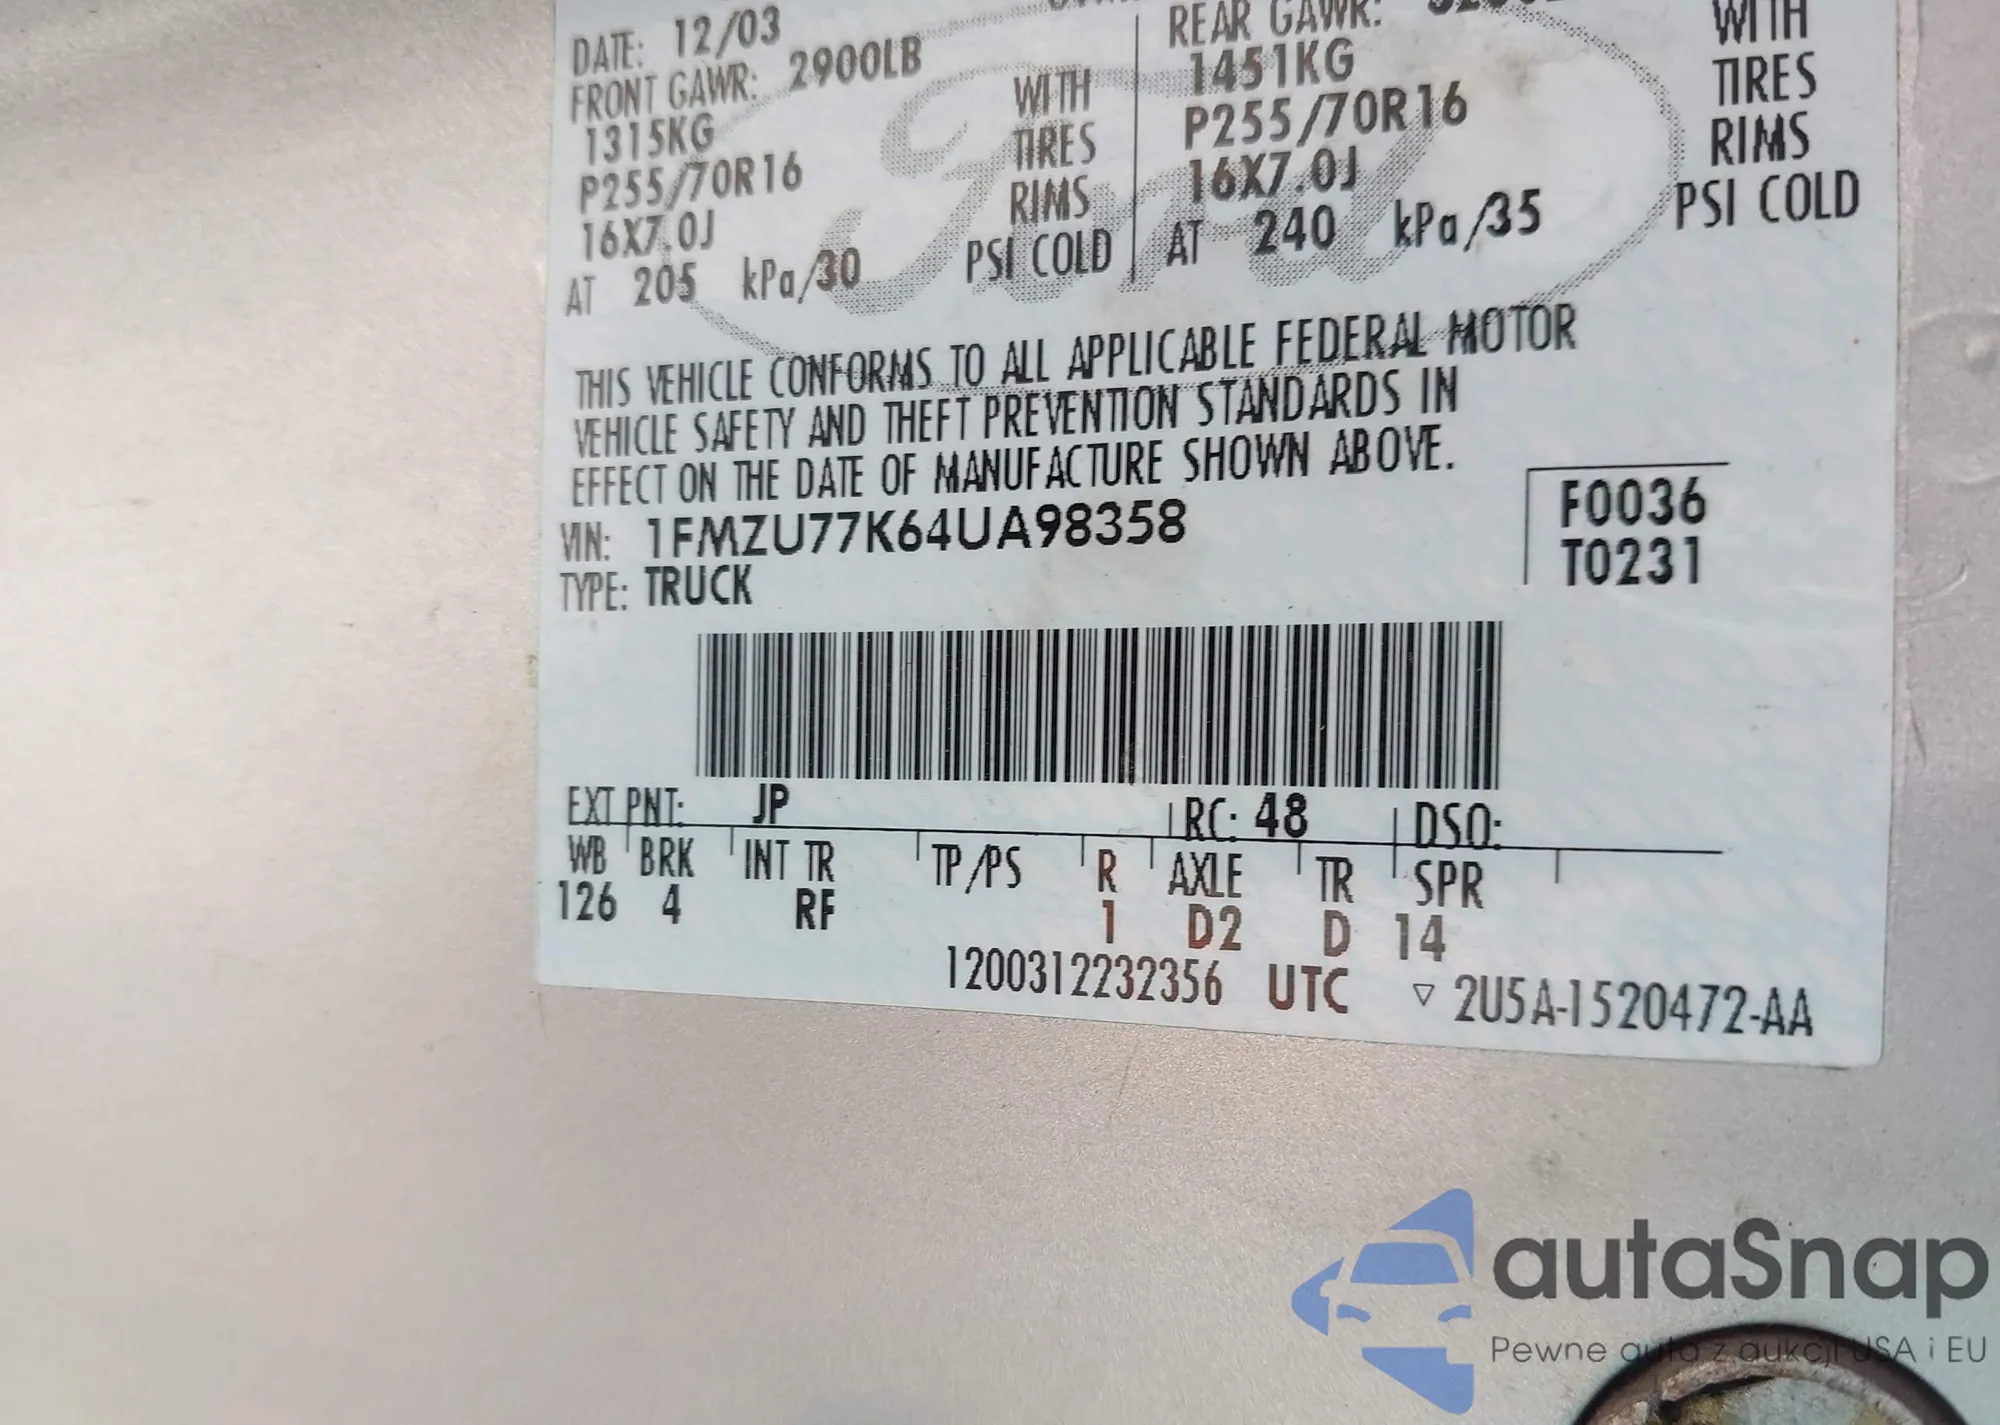 DATE: 12/03
FRONT GAWR: 2900LB
1315KG WITH
P255/70R16 TIRES
16X7.0J RIMS
AT 205 kPa/30 PSI COLD
REAR GAWR:
1451KG WITH
P255/70R16 TIRES
16X7.0J RIMS
AT 240 kPa/35 PSI COLD
Ford
THIS VEHICLE CONFORMS TO ALL APPLICABLE FEDERAL MOTOR
VEHICLE SAFETY AND THEFT PREVENTION STANDARDS IN
EFFECT ON THE DATE OF MANUFACTURE SHOWN ABOVE.
VIN: 1FMZU77K64UA98358
TYPE: TRUCK
F0036
T0231
EXT PNT: JP RC: 48 DSO:
WB BRK INT TR TP/PS R AXLE TR SPR
126 4 RF 1 D2 D 14
1200312232356 UTC ▽ 2U5A-1520472-AA
autaSnap
Pewne auta z aukcji USA i EU